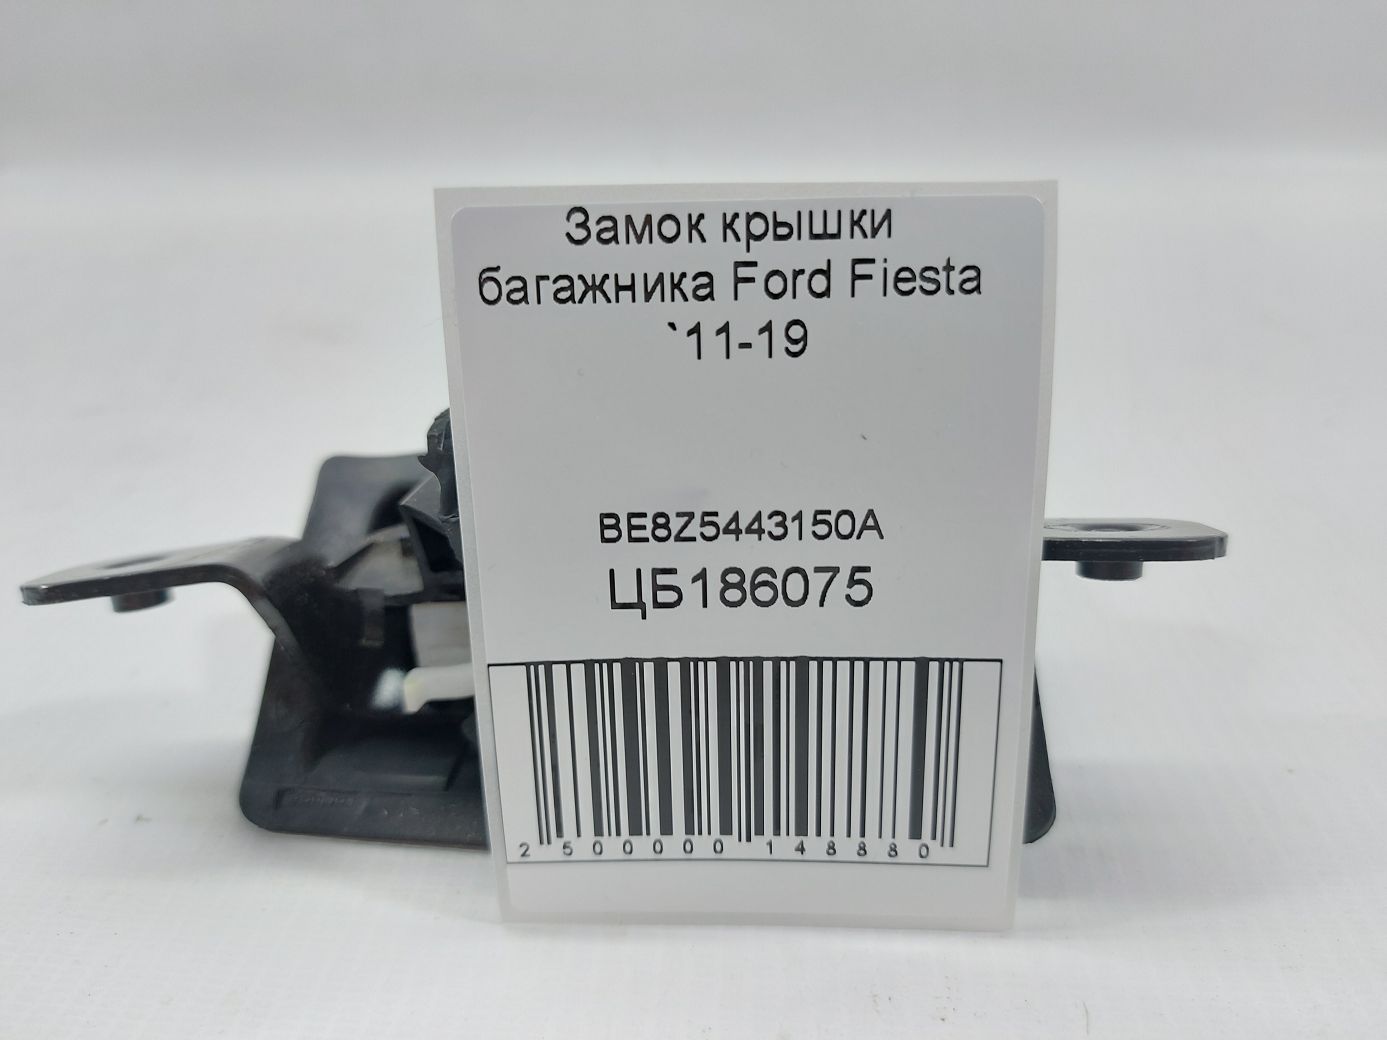 Замок крышки
багажника Ford Fiesta
`11-19
BE8Z5443150A
ЦБ186075
2 500000 148880